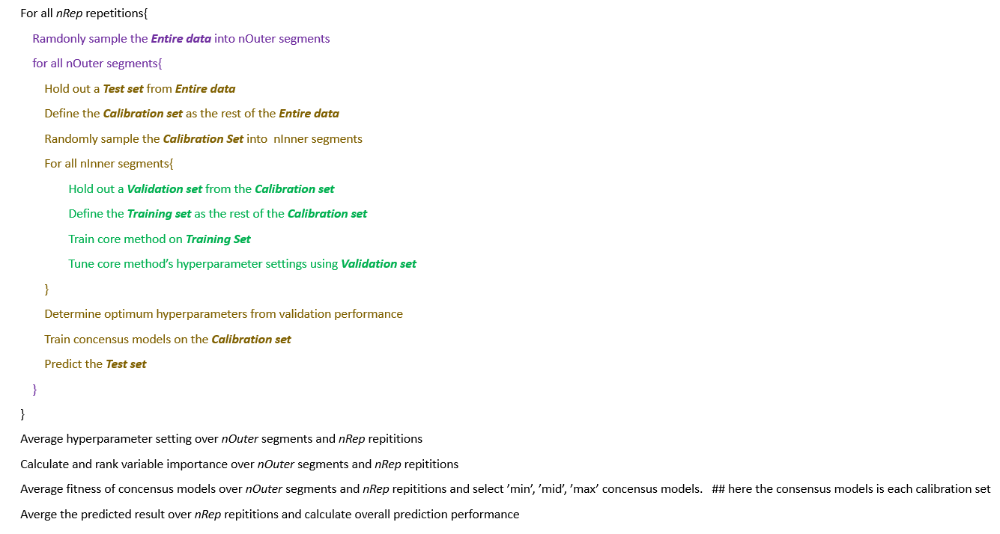 For all nRep repetitions{
Ramdonly sample the Entire data into nOuter segments
for all nOuter segments{
Hold out a Test set from Entire data
Define the Calibration set as the rest of the Entire data
Randomly sample the Calibration Set into  nInner segments
For all nInner segments{
Hold out a Validation set from the Calibration set
Define the Training set as the rest of the Calibration set
Train core method on Training Set
Tune core method’s hyperparameter settings using Validation set
}
Determine optimum hyperparameters from validation performance
Train concensus models on the Calibration set
Predict the Test set
}
}
Average hyperparameter setting over nOuter segments and nRep repititions
Calculate and rank variable importance over nOuter segments and nRep repititions
Average fitness of concensus models over nOuter segments and nRep repititions and select ’min’, ’mid’, ’max’ concensus models.   ## here the consensus models is each calibration set
Averge the predicted result over nRep repititions and calculate overall prediction performance